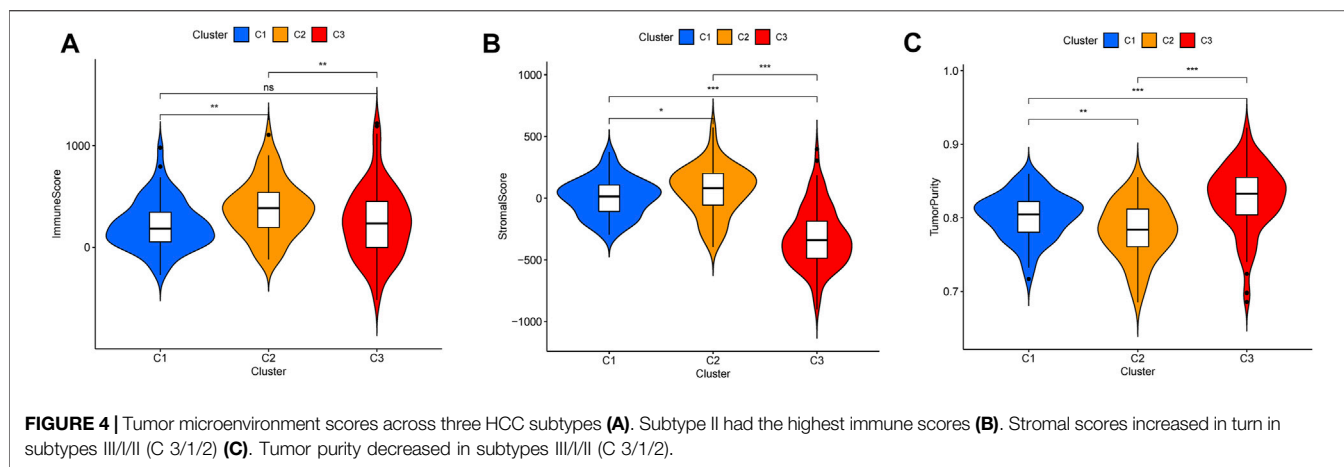 A
Cluster C1 C2 C3
**
ns
**
1000
0
ImmuneScore
C1 C2 C3
Cluster
B
Cluster C1 C2 C3
***
***
*
1000
500
0
−500
−1000
StromalScore
C1 C2 C3
Cluster
C
Cluster C1 C2 C3
***
***
**
1.0
0.9
0.8
0.7
TumorPurity
C1 C2 C3
Cluster
FIGURE 4 | Tumor microenvironment scores across three HCC subtypes (A). Subtype II had the highest immune scores (B). Stromal scores increased in turn in
subtypes III/I/II (C 3/1/2) (C). Tumor purity decreased in subtypes III/I/II (C 3/1/2).